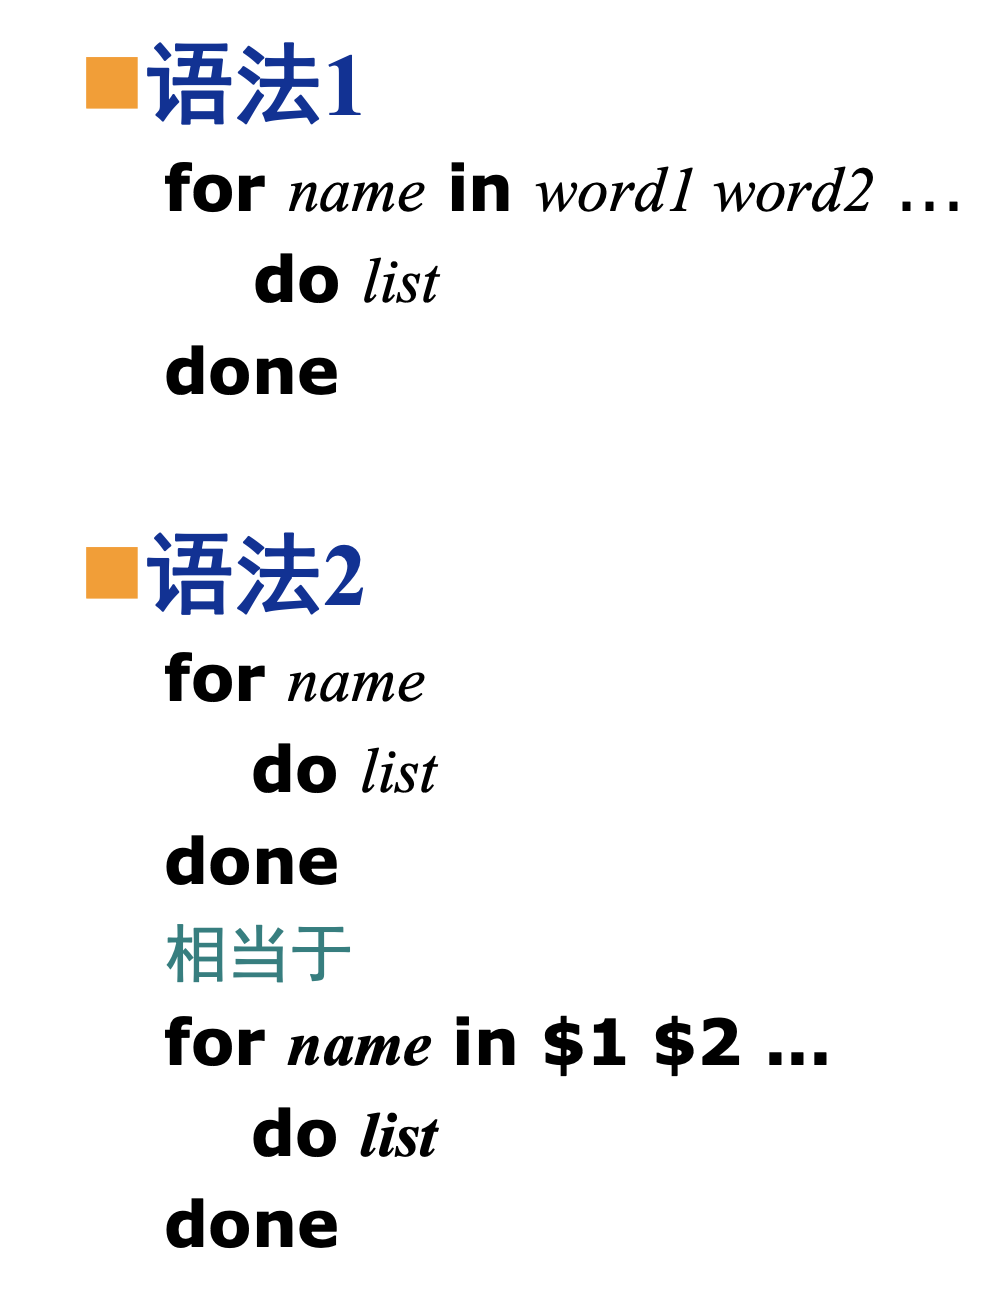 语法1
for name in word1 word2 …
do list
done
语法2
for name
do list
done
相当于
for name in $1 $2 …
do list
done